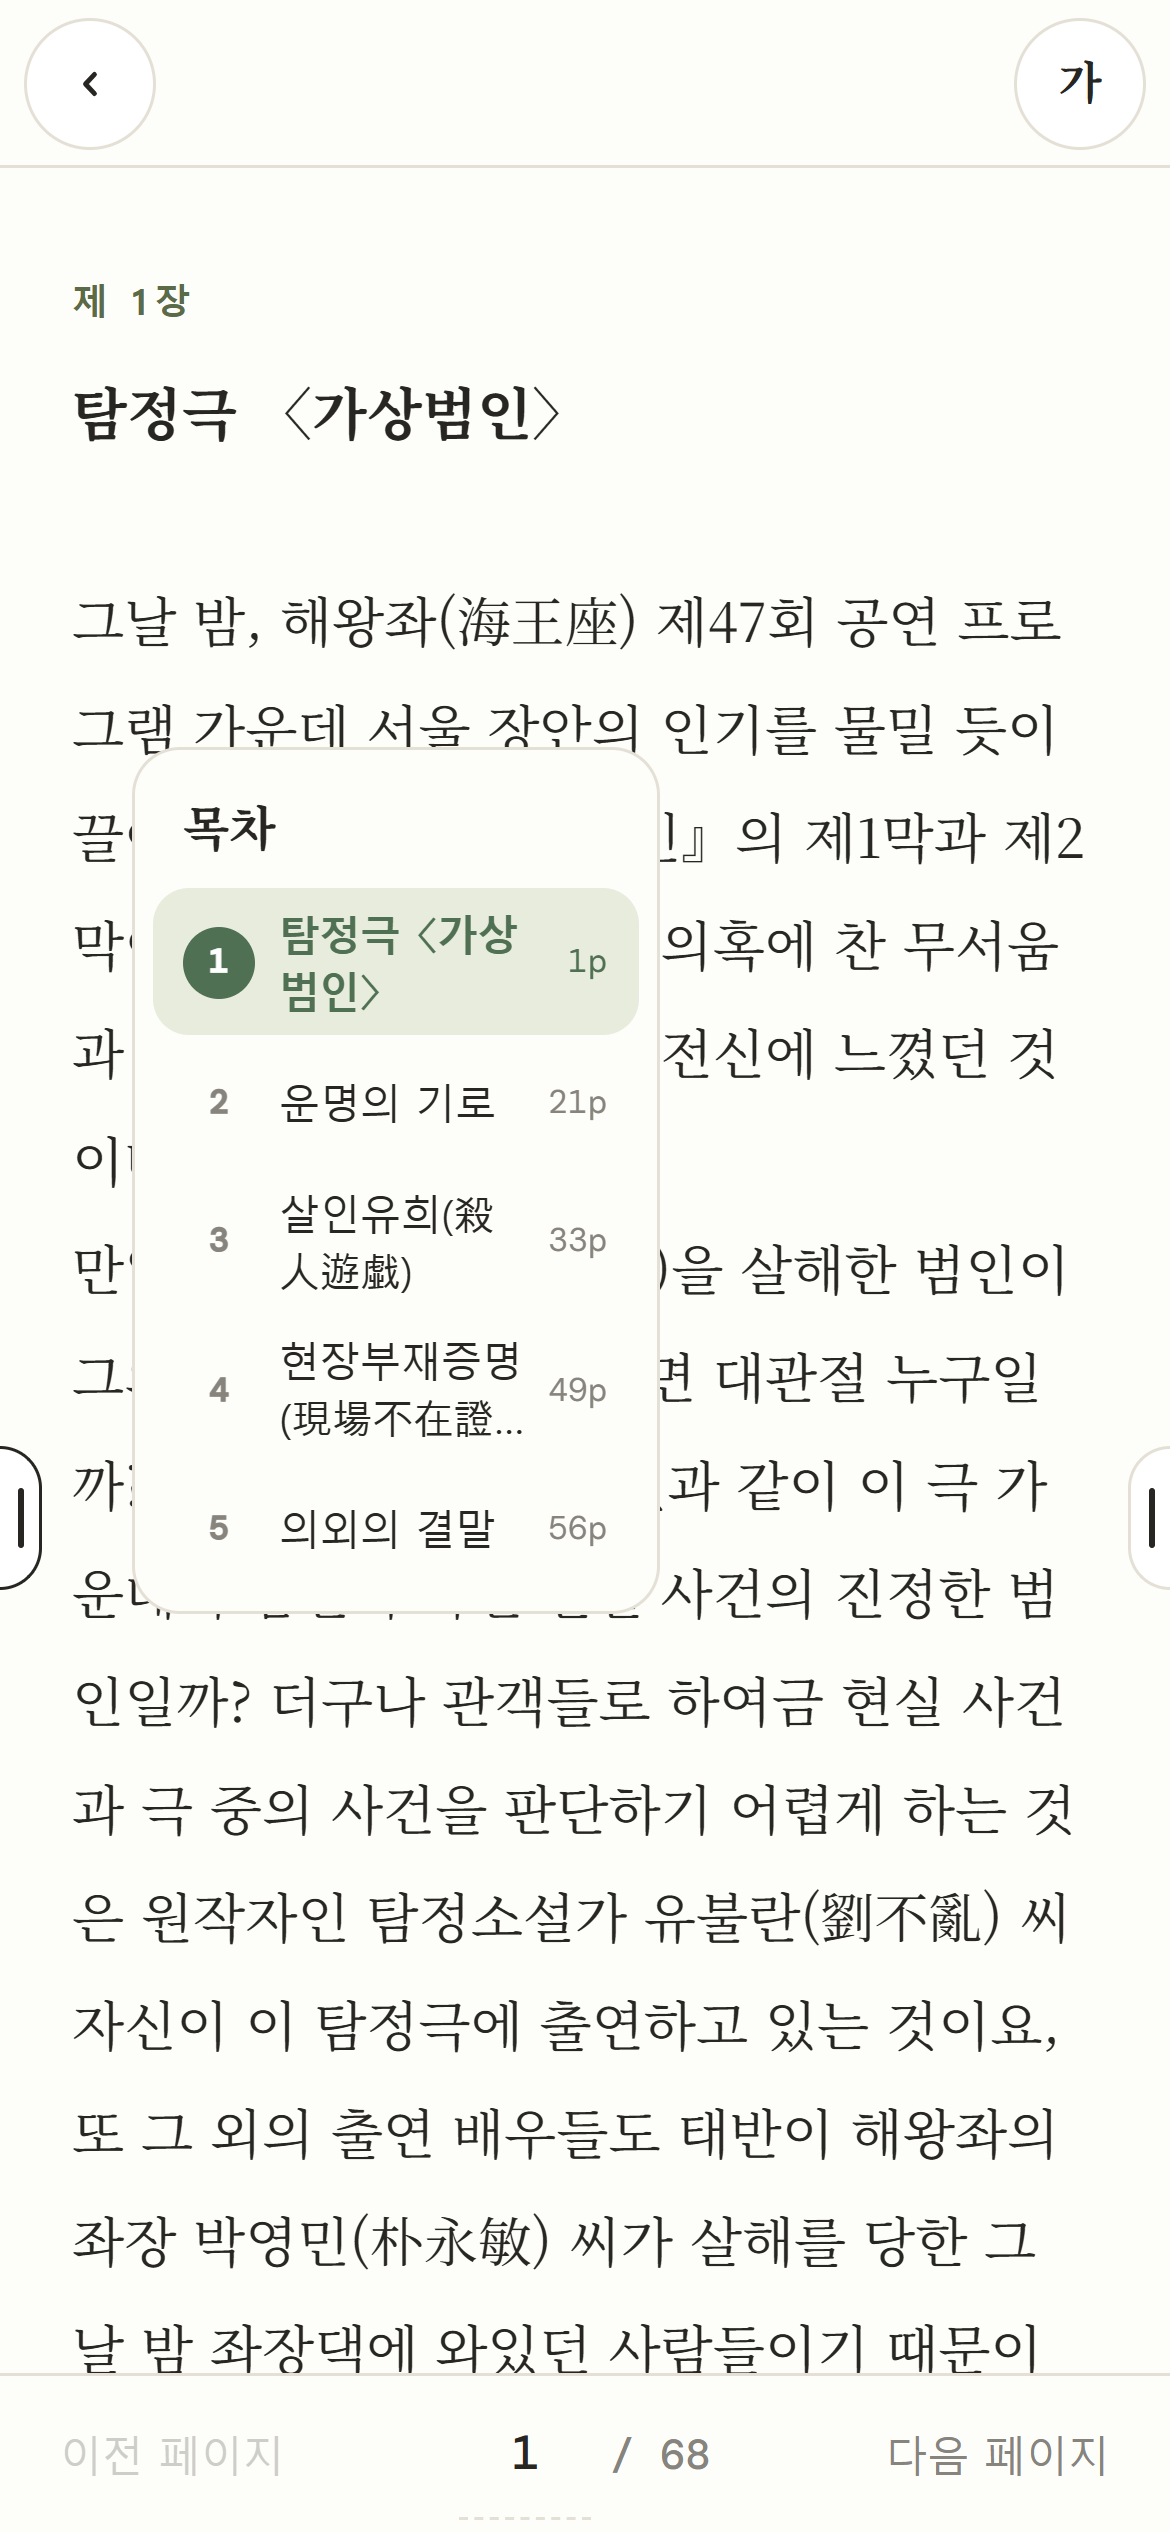 가
제 1장
탐정극 〈가상범인〉
그날 밤, 해왕좌(海王座) 제47회 공연 프로
그램 가운데 서울 장안의 인기를 물밀 듯이
의 제1막과 제2
의혹에 찬 무서움
과 전신에 느꼈던 것
을 살해한 범인이
대관절 누구일
과 같이 이 극 가
사건의 진정한 범
인일까? 더구나 관객들로 하여금 현실 사건
과 극 중의 사건을 판단하기 어렵게 하는 것
은 원작자인 탐정소설가 유불란(劉不亂) 씨
자신이 이 탐정극에 출연하고 있는 것이요,
또 그 외의 출연 배우들도 태반이 해왕좌의
좌장 박영민(朴永敏) 씨가 살해를 당한 그
날 밤 좌장댁에 와있던 사람들이기 때문이
목차
1 탐정극 〈가상 1p
범인〉
2 운명의 기로 21p
3 살인유희(殺 33p
人遊戱)
4 현장부재증명 49p
(現場不在證...
5 의외의 결말 56p
이전 페이지 1 / 68 다음 페이지